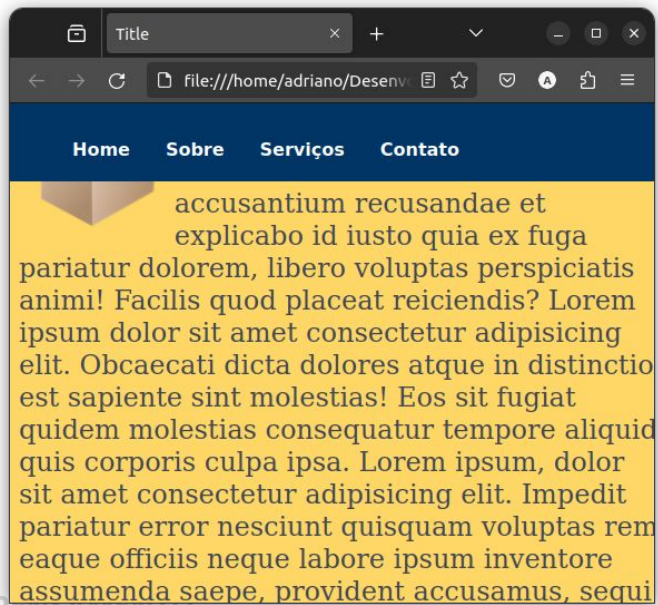 Title
file:///home/adriano/Desenv
A
Home Sobre Serviços Contato
accusantium recusandae et
explicabo id iusto quia ex fuga
pariatur dolorem, libero voluptas perspiciatis
animi! Facilis quod placeat reiciendis? Lorem
ipsum dolor sit amet consectetur adipisicing
elit. Obcaecati dicta dolores atque in distinctio
est sapiente sint molestias! Eos sit fugiat
quidem molestias consequatur tempore aliquid
quis corporis culpa ipsa. Lorem ipsum, dolor
sit amet consectetur adipisicing elit. Impedit
pariatur error nesciunt quisquam voluptas rem
eaque officiis neque labore ipsum inventore
assumenda saepe, provident accusamus, sequi